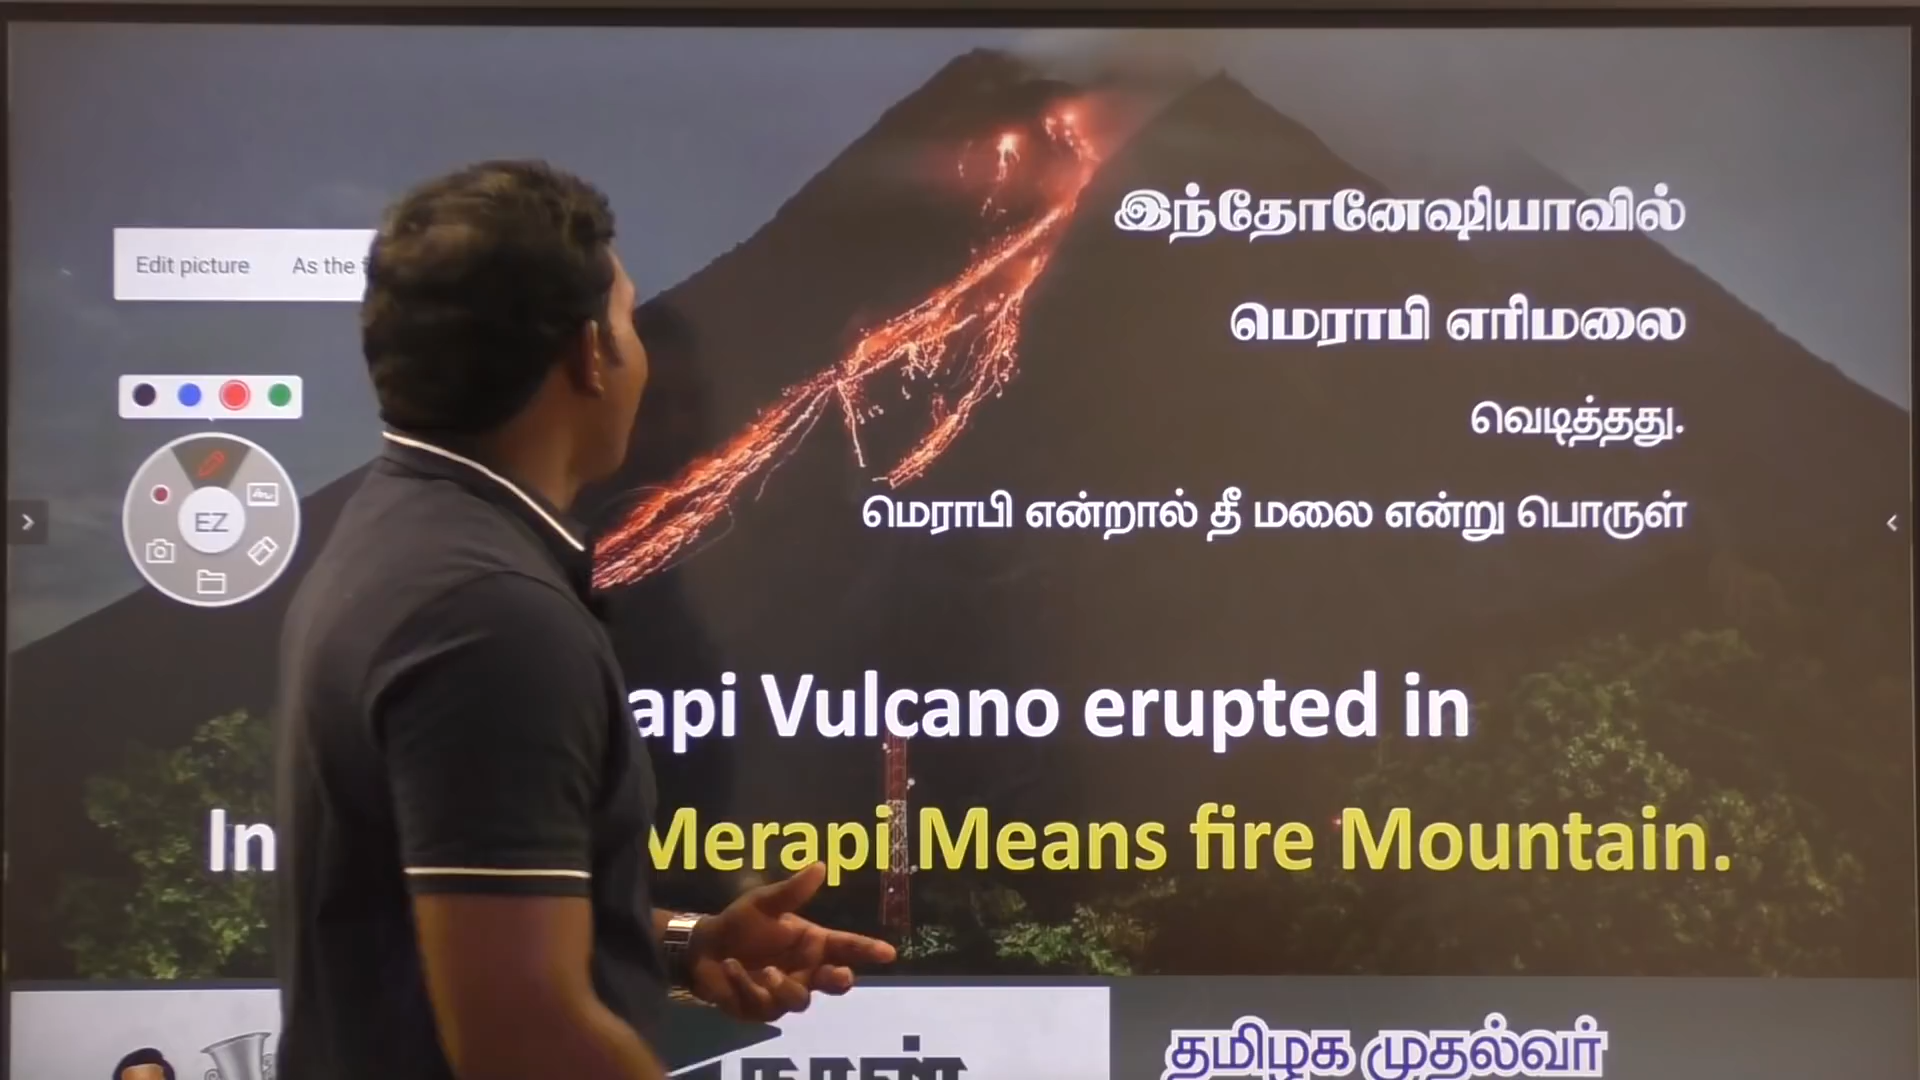 Edit picture As the
இந்தோனேஷியாவில்
மெராபி எரிமலை
வெடித்தது.
EZ
மெராபி என்றால் தீ மலை என்று பொருள்
api Vulcano erupted in
In Merapi Means fire Mountain.
தமிழக முதல்வர்